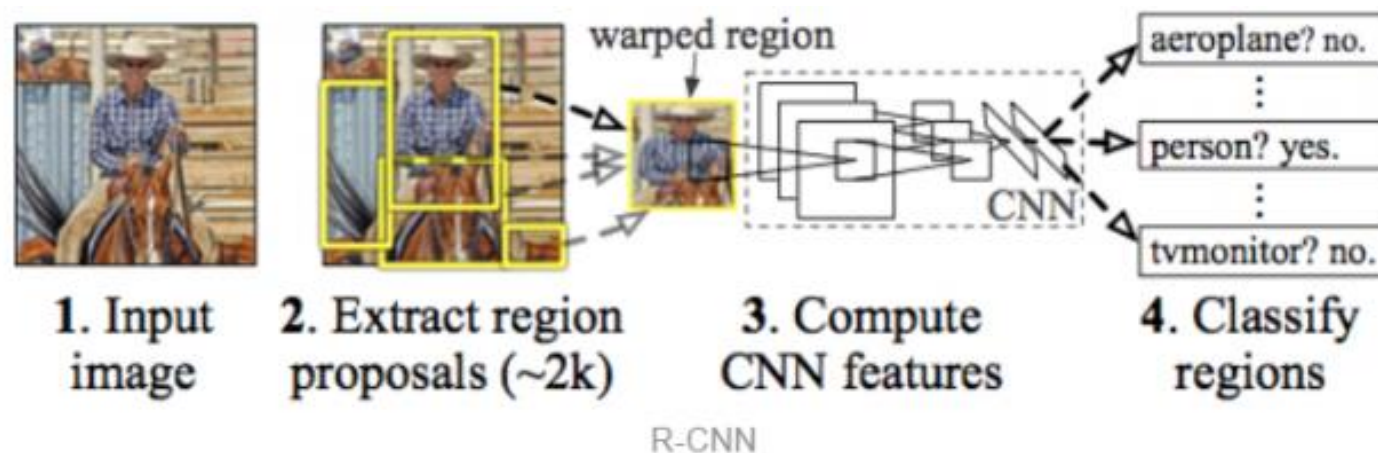 warped region
aeroplane? no.
person? yes.
CNN
tvmonitor? no.
1. Input
image
2. Extract region
proposals (~2k)
3. Compute
CNN features
4. Classify
regions
R-CNN